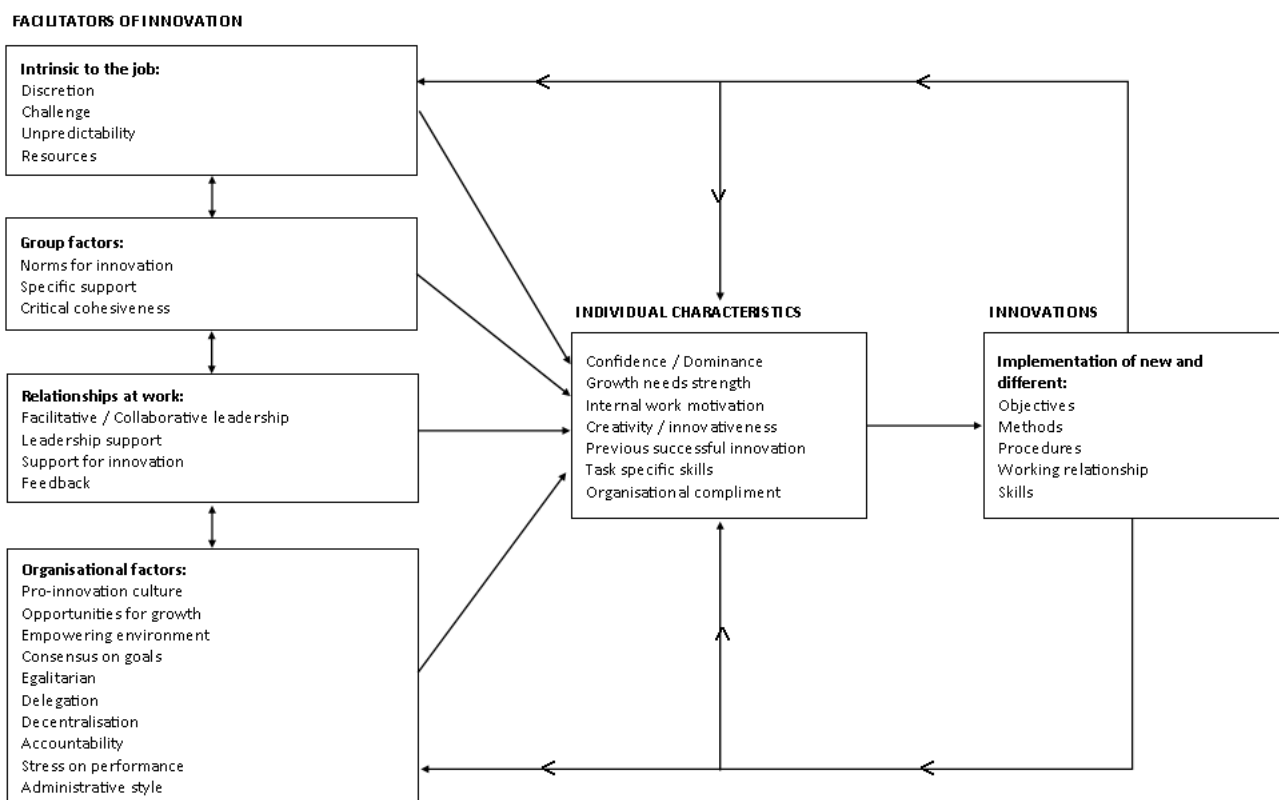 FACILITATORS OF INNOVATION
Intrinsic to the job:
Discretion
Challenge
Unpredictability
Resources
Group factors:
Norms for innovation
Specific support
Critical cohesiveness
Relationships at work:
Facilitative / Collaborative leadership
Leadership support
Support for innovation
Feedback
Organisational factors:
Pro-innovation culture
Opportunities for growth
Empowering environment
Consensus on goals
Egalitarian
Delegation
Decentralisation
Accountability
Stress on performance
Administrative style
INDIVIDUAL CHARACTERISTICS
Confidence / Dominance
Growth needs strength
Internal work motivation
Creativity / innovativeness
Previous successful innovation
Task specific skills
Organisational compliment
INNOVATIONS
Implementation of new and
different:
Objectives
Methods
Procedures
Working relationship
Skills